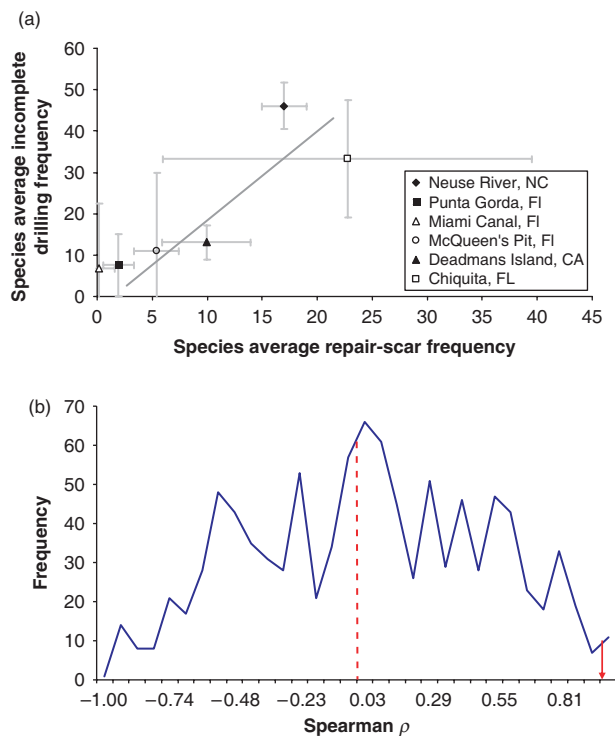 (a)
60
50
40
30
20
10
0
Species average incomplete
drilling frequency
0 5 10 15 20 25 30 35 40 45
Species average repair-scar frequency
Neuse River, NC
Punta Gorda, Fl
Miami Canal, Fl
McQueen's Pit, Fl
Deadmans Island, CA
Chiquita, FL
(b)
70
60
50
40
30
20
10
0
Frequency
−1.00 −0.74 −0.48 −0.23 0.03 0.29 0.55 0.81
Spearman ρ